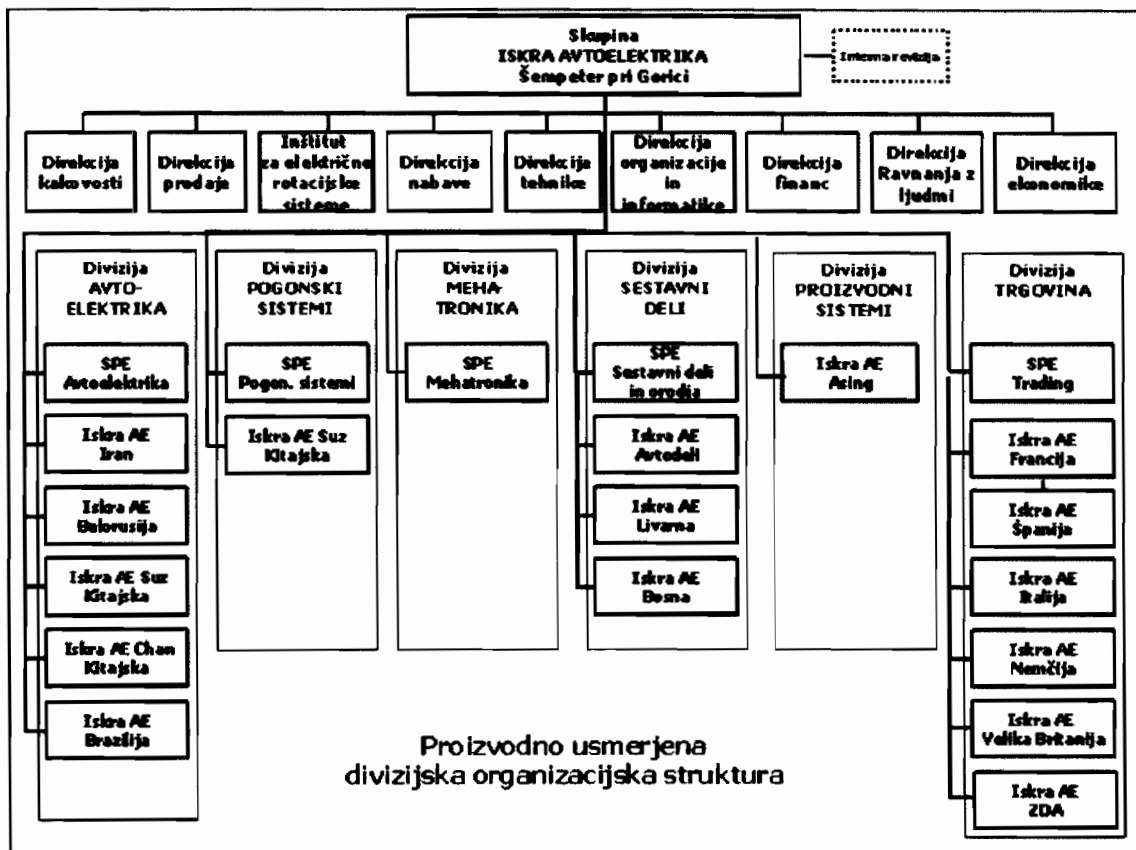 Skupina
ISKRA AVTOELEKTRIKA
Šempeter pri Gorici
Interna revizija
Direkcija
kakovosti
Direkcija
prodaje
Inštitut
za električne
rotacijske
sisteme
Direkcija
nabave
Direkcija
tehnike
Direkcija
organizacije
in
informatike
Direkcija
financ
Direkcija
Ravnanja z
ljudmi
Direkcija
ekonomike
Divizija
AVTO-
ELEKTRIKA
SPE
Avtoelektrika
Iskra AE
Iran
Iskra AE
Belorusija
Iskra AE Suz
Kitajska
Iskra AE Chan
Kitajska
Iskra AE
Brazilija
Divizija
POGONSKI
SISTEMI
SPE
Pogon. sistemi
Iskra AE Suz
Kitajska
Divizija
MEHA-
TRONIKA
SPE
Mehatronika
Divizija
SESTAVNI
DELI
SPE
Sestavni deli
in orodja
Iskra AE
Avtodeli
Iskra AE
Livarna
Iskra AE
Bosna
Divizija
PROIZVODNI
SISTEMI
Iskra AE
Asing
Divizija
TRGOVINA
SPE
Trading
Iskra AE
Francija
Iskra AE
Španija
Iskra AE
Italija
Iskra AE
Nemčija
Iskra AE
Velika Britanija
Iskra AE
ZDA
Proizvodno usmerjena
divizijska organizacijska struktura